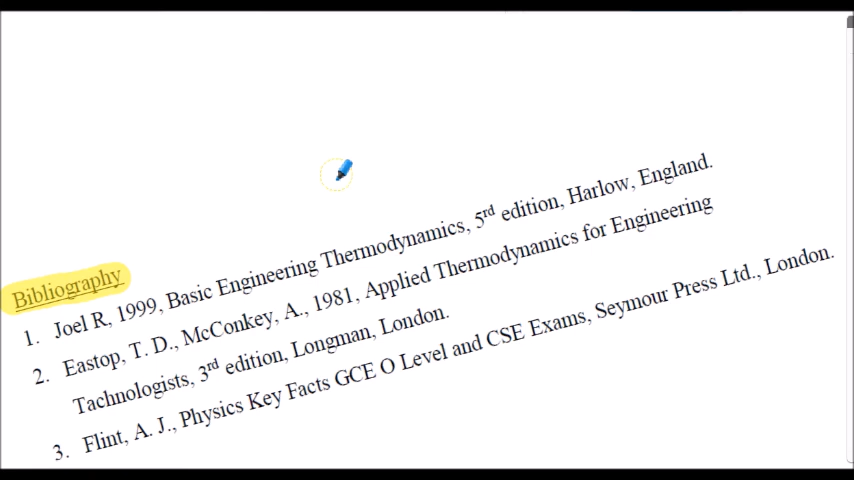 Bibliography
1. Joel R, 1999, Basic Engineering Thermodynamics, 5rd edition, Harlow, England.
2. Eastop, T. D., McConkey, A., 1981, Applied Thermodynamics for Engineering
Tachnologists, 3rd edition, Longman, London.
3. Flint, A. J., Physics Key Facts GCE O Level and CSE Exams, Seymour Press Ltd., London.